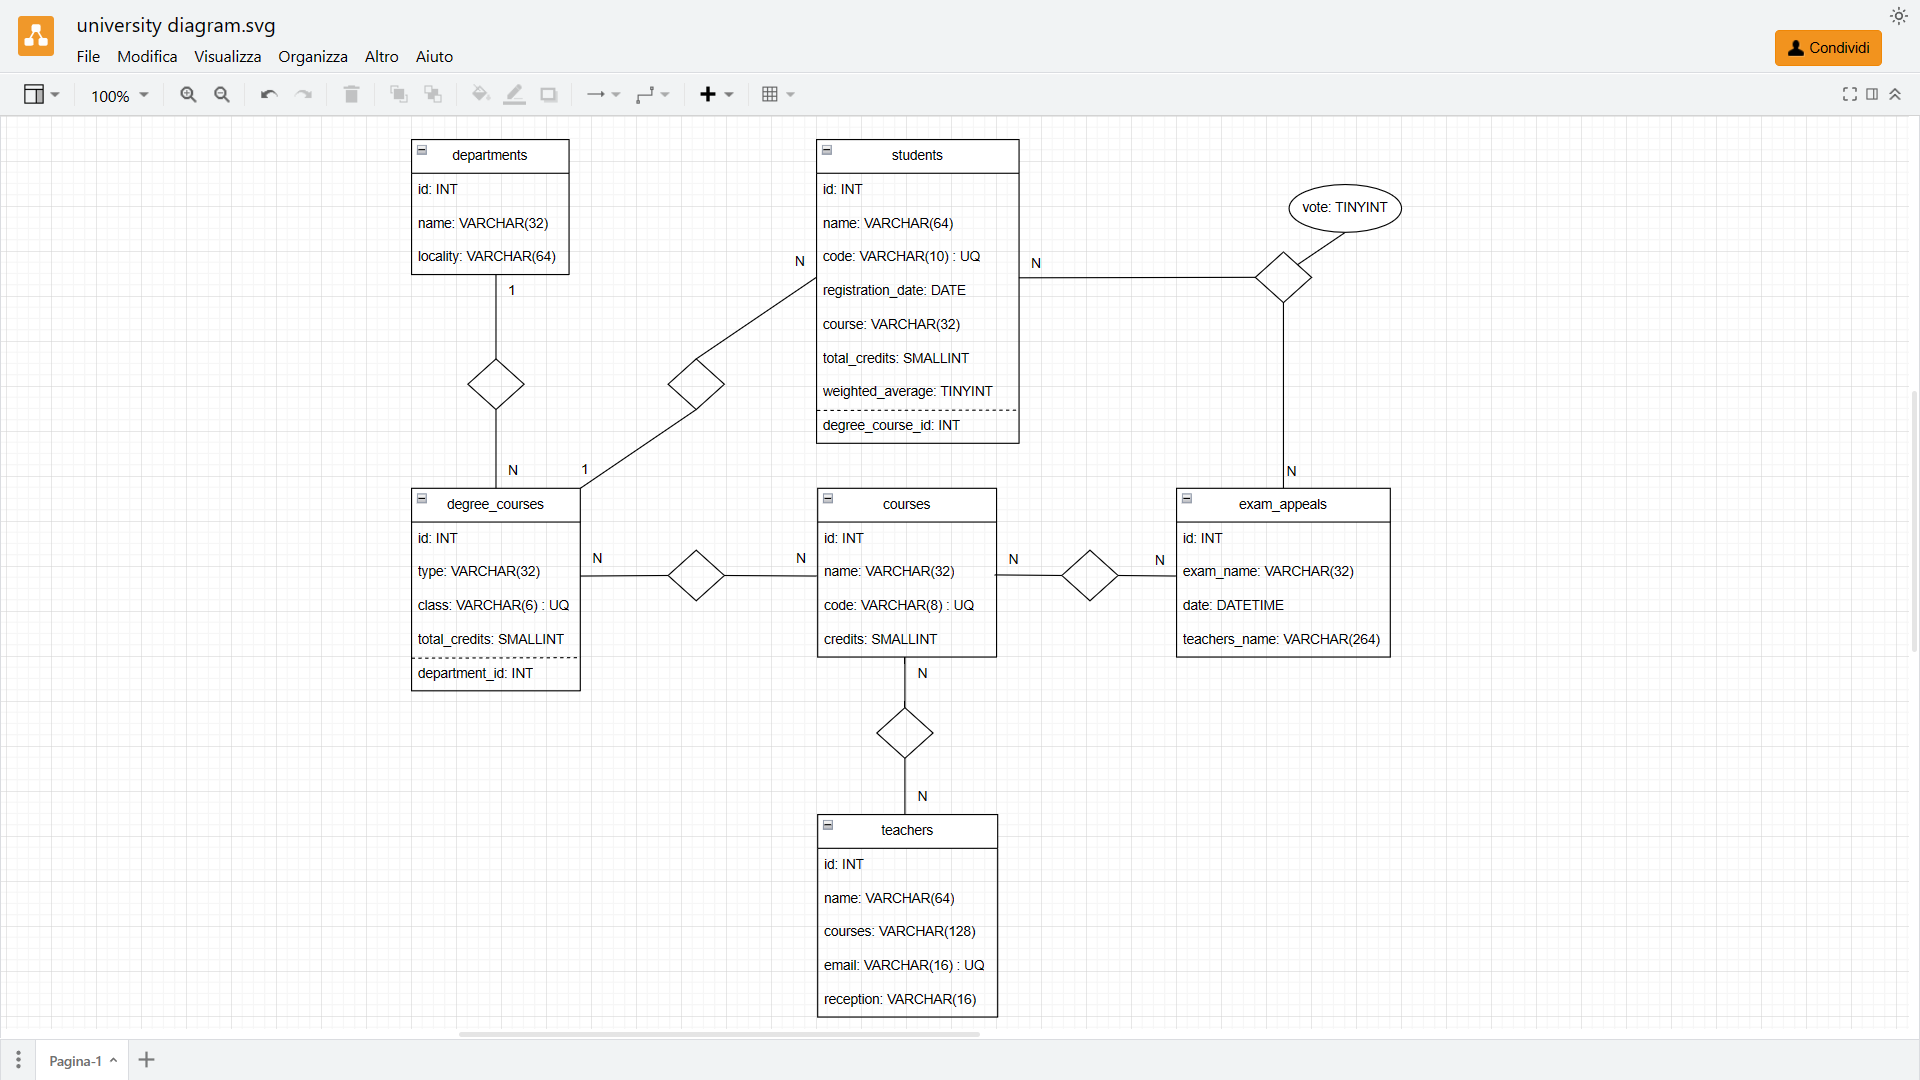 university diagram.svg
File Modifica Visualizza Organizza Altro Aiuto
Condividi
100%
departments
id: INT
name: VARCHAR(32)
locality: VARCHAR(64)
students
id: INT
name: VARCHAR(64)
code: VARCHAR(10) : UQ
registration_date: DATE
course: VARCHAR(32)
total_credits: SMALLINT
weighted_average: TINYINT
degree_course_id: INT
vote: TINYINT
N
N
1
N
1
N
degree_courses
id: INT
type: VARCHAR(32)
class: VARCHAR(6) : UQ
total_credits: SMALLINT
department_id: INT
N
N
courses
id: INT
name: VARCHAR(32)
code: VARCHAR(8) : UQ
credits: SMALLINT
N
N
exam_appeals
id: INT
exam_name: VARCHAR(32)
date: DATETIME
teachers_name: VARCHAR(264)
N
N
teachers
id: INT
name: VARCHAR(64)
courses: VARCHAR(128)
email: VARCHAR(16) : UQ
reception: VARCHAR(16)
Pagina-1